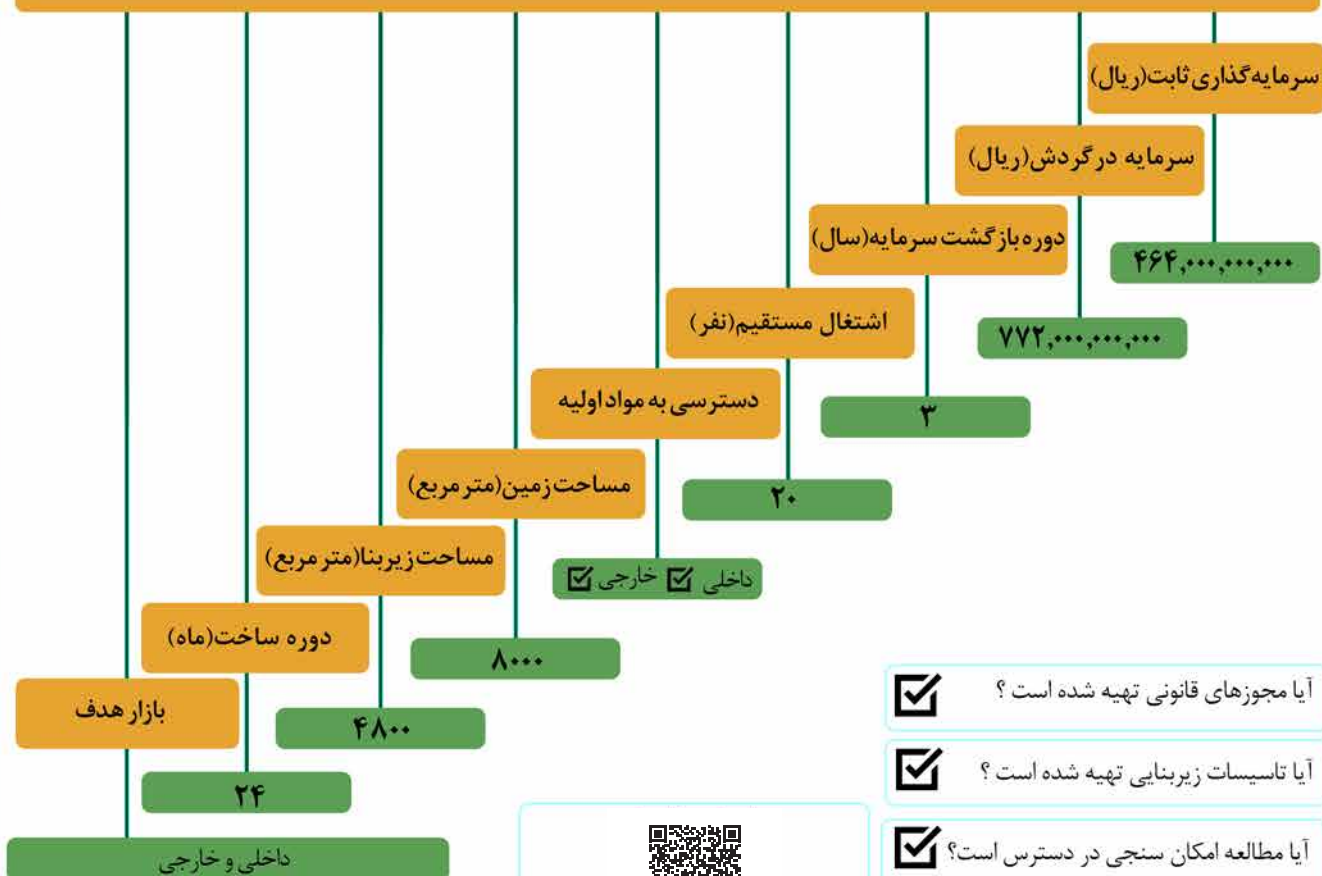 سرمایه‌گذاری ثابت(ریال)
۴۶۴,۰۰۰,۰۰۰,۰۰۰
سرمایه در گردش(ریال)
۷۷۲,۰۰۰,۰۰۰,۰۰۰
دوره بازگشت سرمایه(سال)
۳
اشتغال مستقیم(نفر)
۲۰
دسترسی به مواد اولیه
داخلی ☑ خارجی ☑
مساحت زمین(متر مربع)
۸۰۰۰
مساحت زیربنا(متر مربع)
۴۸۰۰
دوره ساخت(ماه)
۲۴
بازار هدف
داخلی و خارجی
آیا مجوزهای قانونی تهیه شده است ؟ ☑
آیا تاسیسات زیربنایی تهیه شده است ؟ ☑
آیا مطالعه امکان سنجی در دسترس است؟ ☑